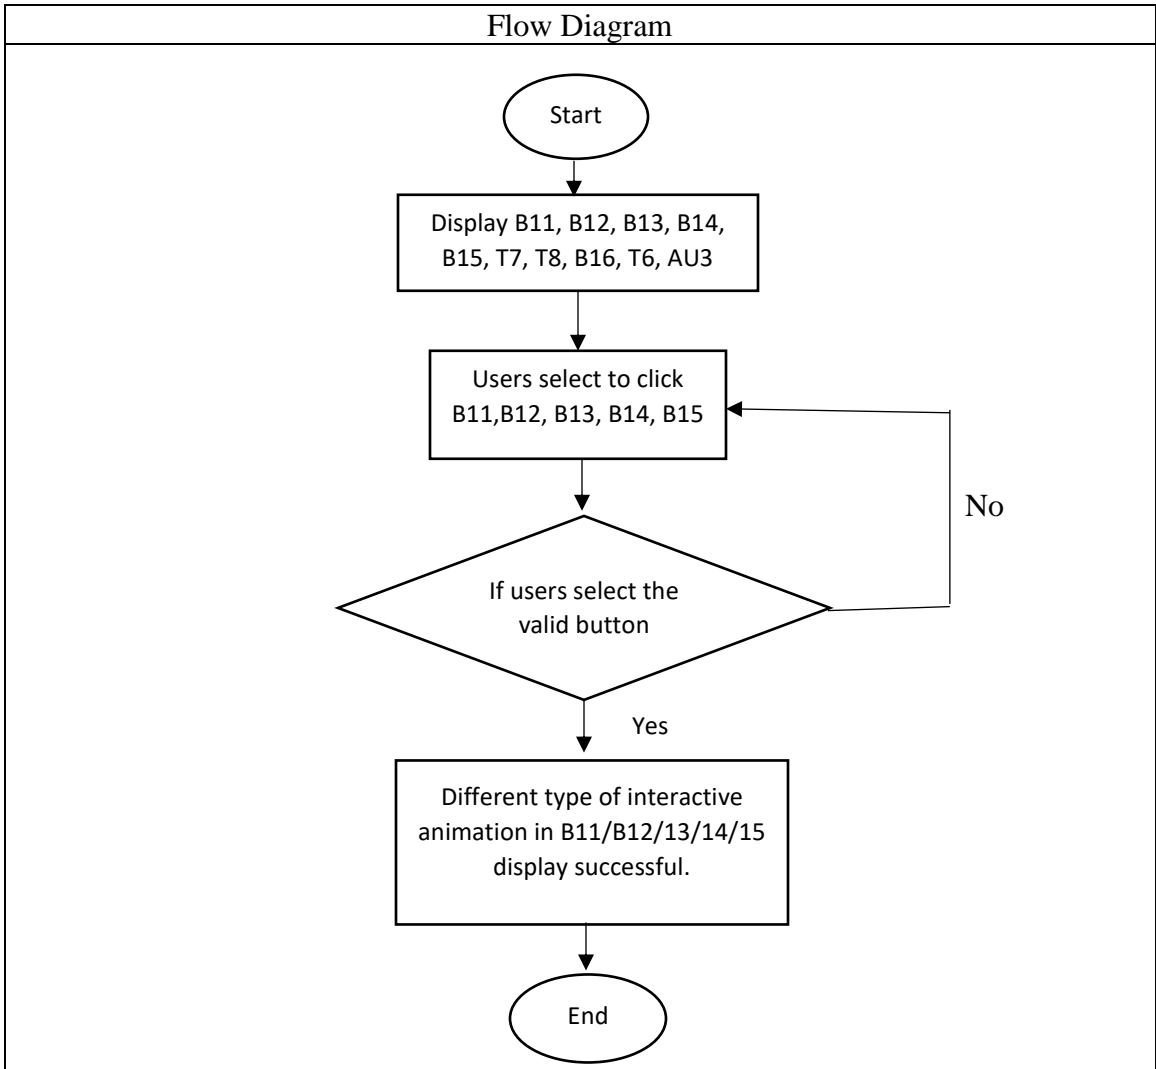 Flow Diagram
Start
Display B11, B12, B13, B14,
B15, T7, T8, B16, T6, AU3
Users select to click
B11,B12, B13, B14, B15
No
If users select the
valid button
Yes
Different type of interactive
animation in B11/B12/13/14/15
display successful.
End